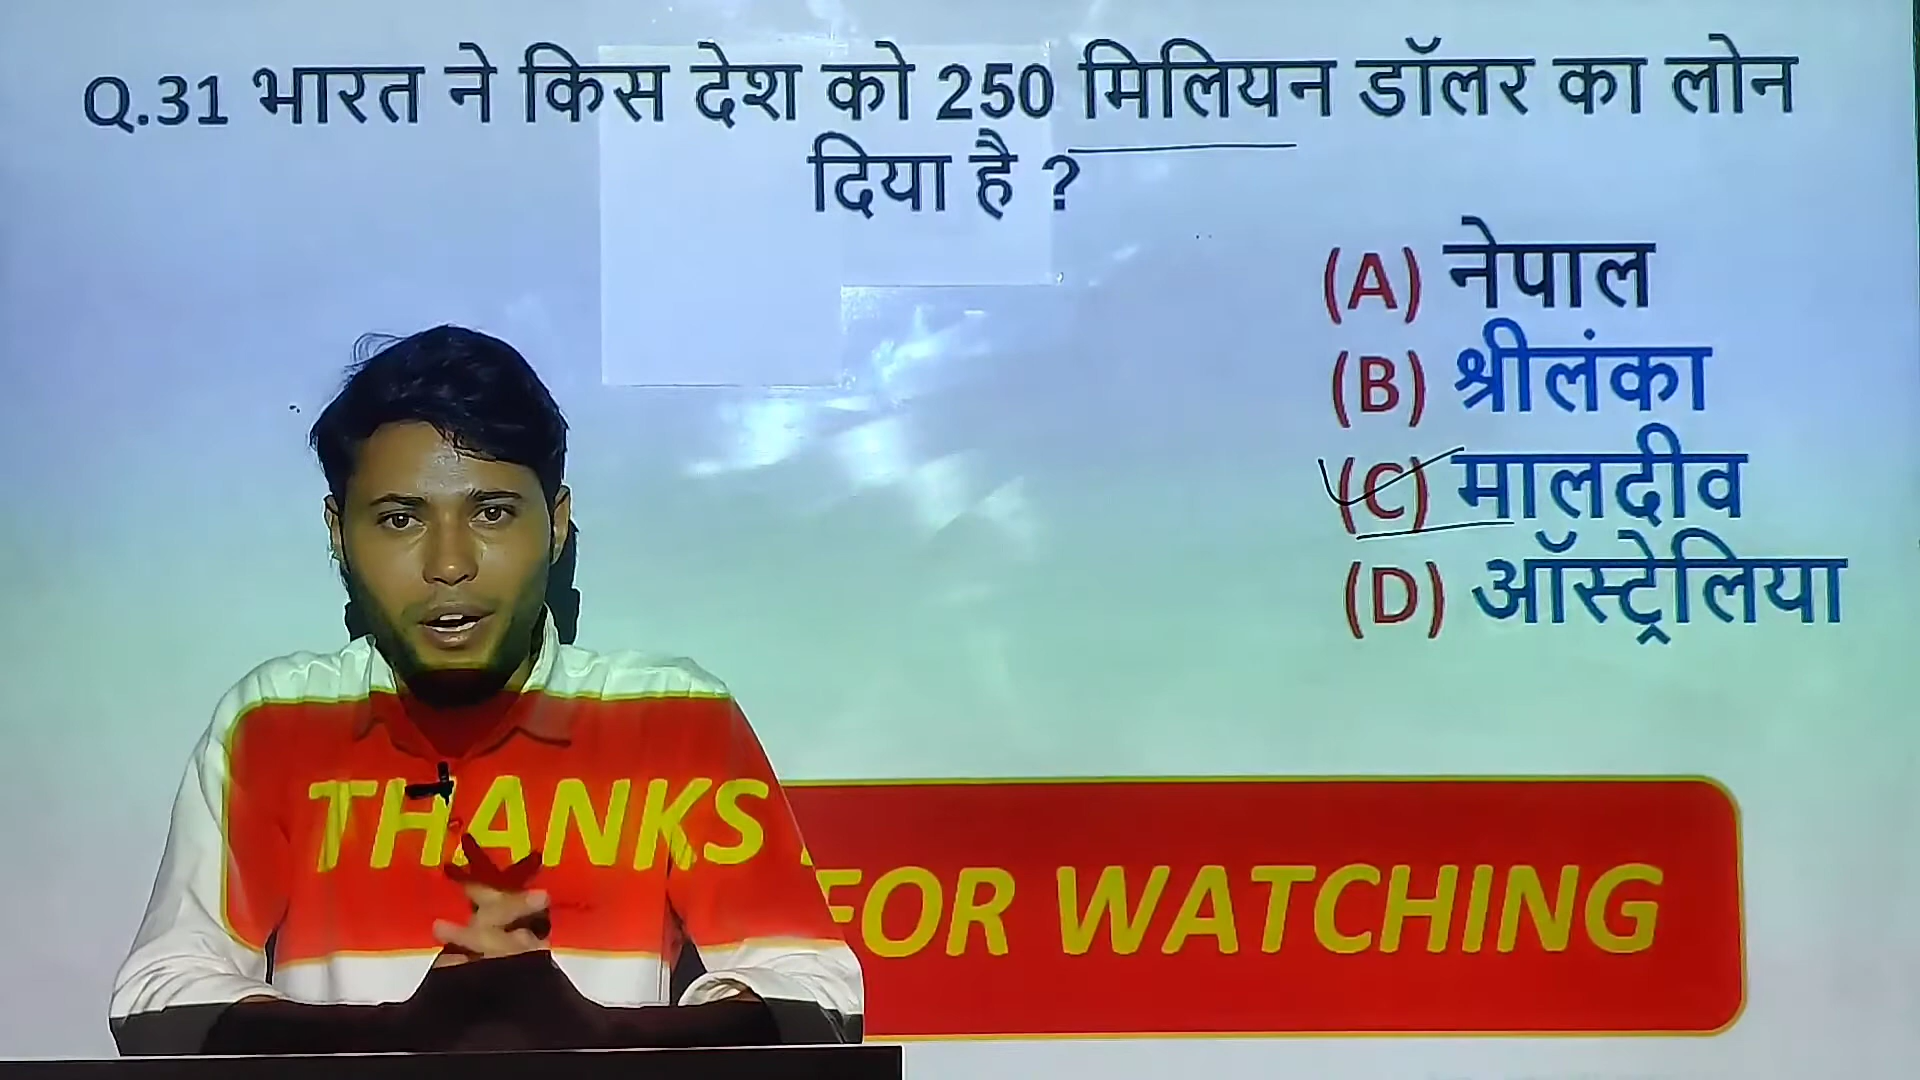 Q.31 भारत ने किस देश को 250 मिलियन डॉलर का लोन
दिया है ?
(A) नेपाल
(B) श्रीलंका
(C) मालदीव
(D) ऑस्ट्रेलिया
THANKS FOR WATCHING